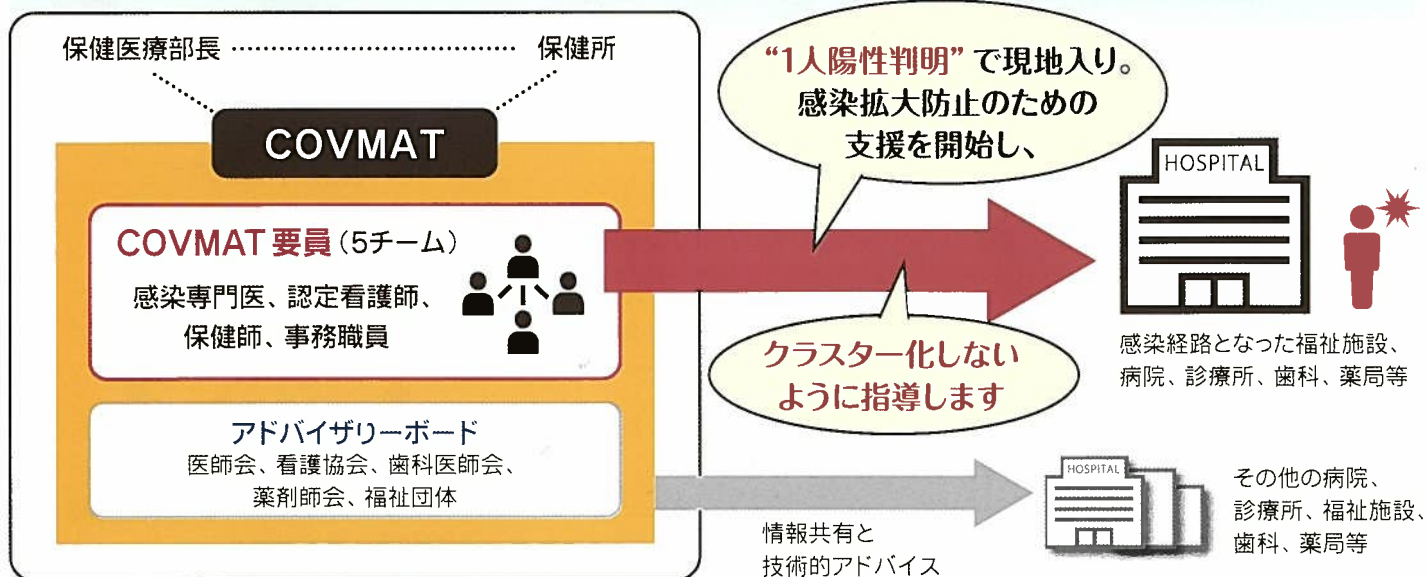 保健医療部長 ………………………… 保健所
COVMAT
COVMAT 要員（5チーム）
感染専門医、認定看護師、
保健師、事務職員
アドバイザリーボード
医師会、看護協会、歯科医師会、
薬剤師会、福祉団体
“1人陽性判明” で現地入り。
感染拡大防止のための
支援を開始し、
クラスター化しない
ように指導します
HOSPITAL
感染経路となった福祉施設、
病院、診療所、歯科、薬局等
情報共有と
技術的アドバイス
HOSPITAL
その他の病院、
診療所、福祉施設、
歯科、薬局等